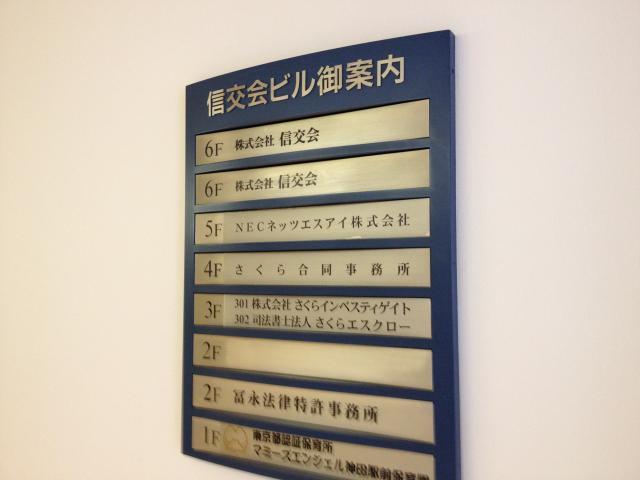 信交会ビル御案内
6F 株式会社 信交会
6F 株式会社 信交会
5F NECネッツエスアイ株式会社
4F さくら合同事務所
3F 301 株式会社 さくらインベスティゲイト
302 司法書士法人 さくらエスクロー
2F
2F 冨永法律特許事務所
1F 東京都認証保育所
マミーズエンジェル神田駅前保育園